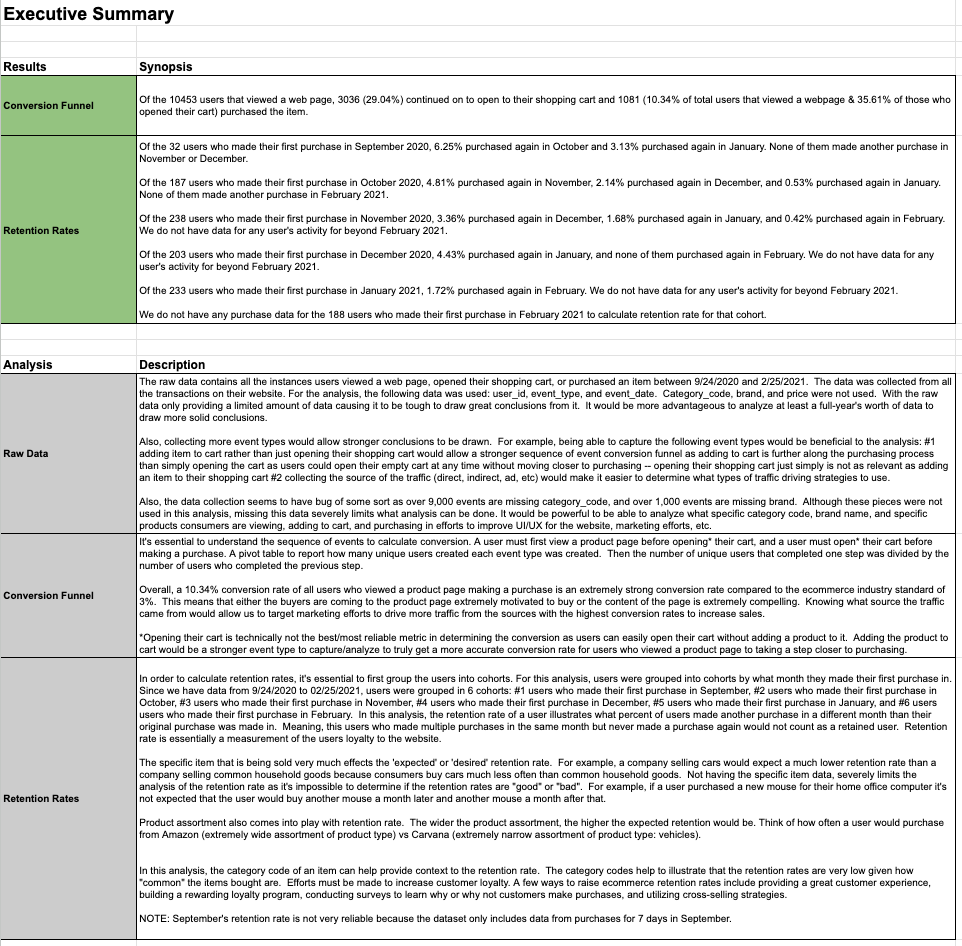 Executive Summary
Results
Synopsis
Conversion Funnel
Of the 10453 users that viewed a web page, 3036 (29.04%) continued on to open to their shopping cart and 1081 (10.34% of total users that viewed a webpage & 35.61% of those who
opened their cart) purchased the item.
Retention Rates
Of the 32 users who made their first purchase in September 2020, 6.25% purchased again in October and 3.13% purchased again in January. None of them made another purchase in
November or December.
Of the 187 users who made their first purchase in October 2020, 4.81% purchased again in November, 2.14% purchased again in December, and 0.53% purchased again in January.
None of them made another purchase in February 2021.
Of the 238 users who made their first purchase in November 2020, 3.36% purchased again in December, 1.68% purchased again in January, and 0.42% purchased again in February.
We do not have data for any user's activity for beyond February 2021.
Of the 203 users who made their first purchase in December 2020, 4.43% purchased again in January, and none of them purchased again in February. We do not have data for any
user's activity for beyond February 2021.
Of the 233 users who made their first purchase in January 2021, 1.72% purchased again in February. We do not have data for any user's activity for beyond February 2021.
We do not have any purchase data for the 188 users who made their first purchase in February 2021 to calculate retention rate for that cohort.
Analysis
Description
Raw Data
The raw data contains all the instances users viewed a web page, opened their shopping cart, or purchased an item between 9/24/2020 and 2/25/2021. The data was collected from all
the transactions on their website. For the analysis, the following data was used: user_id, event_type, and event_date. Category_code, brand, and price were not used. With the raw
data only providing a limited amount of data causing it to be tough to draw great conclusions from it. It would be more advantageous to analyze at least a full-year's worth of data to
draw more solid conclusions.
Also, collecting more event types would allow stronger conclusions to be drawn. For example, being able to capture the following event types would be beneficial to the analysis: #1
adding item to cart rather than just opening their shopping cart would allow a stronger sequence of event conversion funnel as adding to cart is further along the purchasing process
than simply opening the cart as users could open their empty cart at any time without moving closer to purchasing -- opening their shopping cart just simply is not as relevant as adding
an item to their shopping cart #2 collecting the source of the traffic (direct, indirect, ad, etc) would make it easier to determine what types of traffic driving strategies to use.
Also, the data collection seems to have bug of some sort as over 9,000 events are missing category_code, and over 1,000 events are missing brand. Although these pieces were not
used in this analysis, missing this data severely limits what analysis can be done. It would be powerful to be able to analyze what specific category code, brand name, and specific
products consumers are viewing, adding to cart, and purchasing in efforts to improve UI/UX for the website, marketing efforts, etc.
Conversion Funnel
It's essential to understand the sequence of events to calculate conversion. A user must first view a product page before opening* their cart, and a user must open* their cart before
making a purchase. A pivot table to report how many unique users created each event type was created. Then the number of unique users that completed one step was divided by the
number of users who completed the previous step.
Overall, a 10.34% conversion rate of all users who viewed a product page making a purchase is an extremely strong conversion rate compared to the ecommerce industry standard of
3%. This means that either the buyers are coming to the product page extremely motivated to buy or the content of the page is extremely compelling. Knowing what source the traffic
came from would allow us to target marketing efforts to drive more traffic from the sources with the highest conversion rates to increase sales.
*Opening their cart is technically not the best/most reliable metric in determining the conversion as users can easily open their cart without adding a product to it. Adding the product to
cart would be a stronger event type to capture/analyze to truly get a more accurate conversion rate for users who viewed a product page to taking a step closer to purchasing.
Retention Rates
In order to calculate retention rates, it's essential to first group the users into cohorts. For this analysis, users were grouped into cohorts by what month they made their first purchase in.
Since we have data from 9/24/2020 to 02/25/2021, users were grouped in 6 cohorts: #1 users who made their first purchase in September, #2 users who made their first purchase in
October, #3 users who made their first purchase in November, #4 users who made their first purchase in December, #5 users who made their first purchase in January, and #6 users
users who made their first purchase in February. In this analysis, the retention rate of a user illustrates what percent of users made another purchase in a different month than their
original purchase was made in. Meaning, this users who made multiple purchases in the same month but never made a purchase again would not count as a retained user. Retention
rate is essentially a measurement of the users loyalty to the website.
The specific item that is being sold very much effects the 'expected' or 'desired' retention rate. For example, a company selling cars would expect a much lower retention rate than a
company selling common household goods because consumers buy cars much less often than common household goods. Not having the specific item data, severely limits the
analysis of the retention rate as it's impossible to determine if the retention rates are "good" or "bad". For example, if a user purchased a new mouse for their home office computer it's
not expected that the user would buy another mouse a month later and another mouse a month after that.
Product assortment also comes into play with retention rate. The wider the product assortment, the higher the expected retention would be. Think of how often a user would purchase
from Amazon (extremely wide assortment of product type) vs Carvana (extremely narrow assortment of product type: vehicles).
In this analysis, the category code of an item can help provide context to the retention rate. The category codes help to illustrate that the retention rates are very low given how
"common" the items bought are. Efforts must be made to increase customer loyalty. A few ways to raise ecommerce retention rates include providing a great customer experience,
building a rewarding loyalty program, conducting surveys to learn why or why not customers make purchases, and utilizing cross-selling strategies.
NOTE: September's retention rate is not very reliable because the dataset only includes data from purchases for 7 days in September.